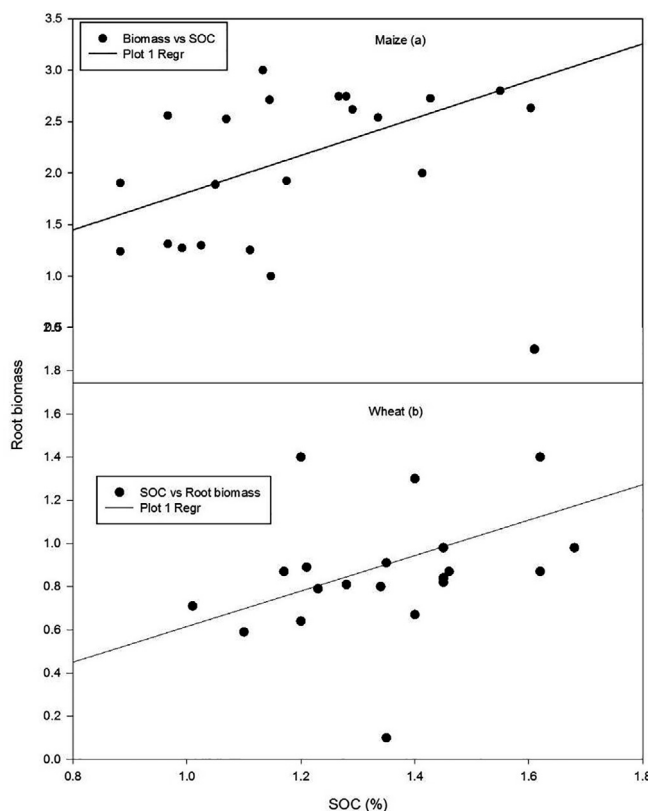 3.5
Biomass vs SOC
Plot 1 Regr
Maize (a)
3.0
2.5
2.0
1.5
1.0
1.8
Root biomass
Wheat (b)
1.6
1.4
SOC vs Root biomass
Plot 1 Regr
1.2
1.0
0.8
0.6
0.4
0.2
0.0
0.8 1.0 1.2 1.4 1.6 1.8
SOC (%)